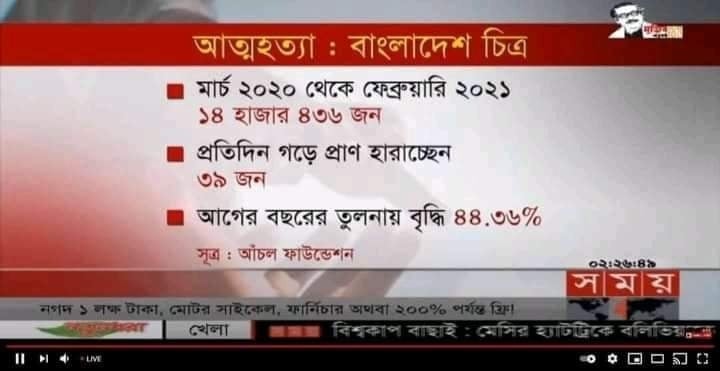 আত্মহত্যা : বাংলাদেশ চিত্র
মার্চ ২০২০ থেকে ফেব্রুয়ারি ২০২১
১৪ হাজার ৪৩৬ জন
প্রতিদিন গড়ে প্রাণ হারাচ্ছেন
৩৯ জন
আগের বছরের তুলনায় বৃদ্ধি ৪৪.৩৬%
সূত্র : আঁচল ফাউন্ডেশন
০২:২৬:৪৯
সময়
নগদ ১ লক্ষ টাকা, মোটর সাইকেল, ফার্নিচার অথবা ২০০% পর্যন্ত ফ্রি!
খেলা
বিশ্বকাপ বাছাই : মেসির হ্যাটট্রিকে বলিভিয়
LIVE